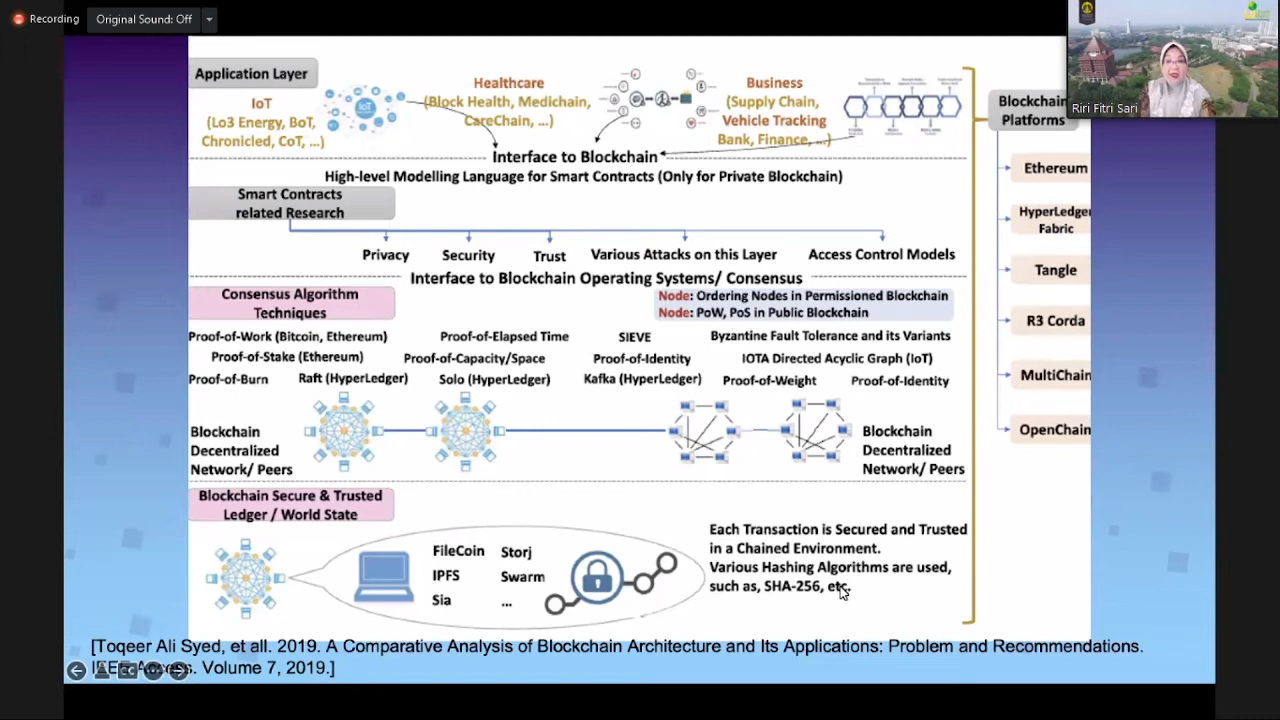 Recording
Original Sound: Off
Riri Fitri Sari
Application Layer
IoT
(Lo3 Energy, BoT,
Chronicled, CoT, ...)
Healthcare
(Block Health, Medichain,
CareChain, ...)
Business
(Supply Chain,
Vehicle Tracking
Bank, Finance, ...)
IoT
Interface to Blockchain
High-level Modelling Language for Smart Contracts (Only for Private Blockchain)
Smart Contracts
related Research
Privacy
Security
Trust
Various Attacks on this Layer
Access Control Models
Interface to Blockchain Operating Systems/ Consensus
Consensus Algorithm
Techniques
Node: Ordering Nodes in Permissioned Blockchain
Node: PoW, PoS in Public Blockchain
Proof-of-Work (Bitcoin, Ethereum)
Proof-of-Elapsed Time
SIEVE
Byzantine Fault Tolerance and its Variants
Proof-of-Stake (Ethereum)
Proof-of-Capacity/Space
Proof-of-Identity
IOTA Directed Acyclic Graph (IoT)
Proof-of-Burn
Raft (HyperLedger)
Solo (HyperLedger)
Kafka (HyperLedger)
Proof-of-Weight
Proof-of-Identity
Blockchain
Decentralized
Network/ Peers
Blockchain
Decentralized
Network/ Peers
Blockchain Secure & Trusted
Ledger / World State
FileCoin
Storj
IPFS
Swarm
Sia
...
Each Transaction is Secured and Trusted
in a Chained Environment.
Various Hashing Algorithms are used,
such as, SHA-256, etc.
Blockchain
Platforms
Ethereum
HyperLedger
Fabric
Tangle
R3 Corda
MultiChain
OpenChain
[Toqeer Ali Syed, et all. 2019. A Comparative Analysis of Blockchain Architecture and Its Applications: Problem and Recommendations.
IEEE Access. Volume 7, 2019.]